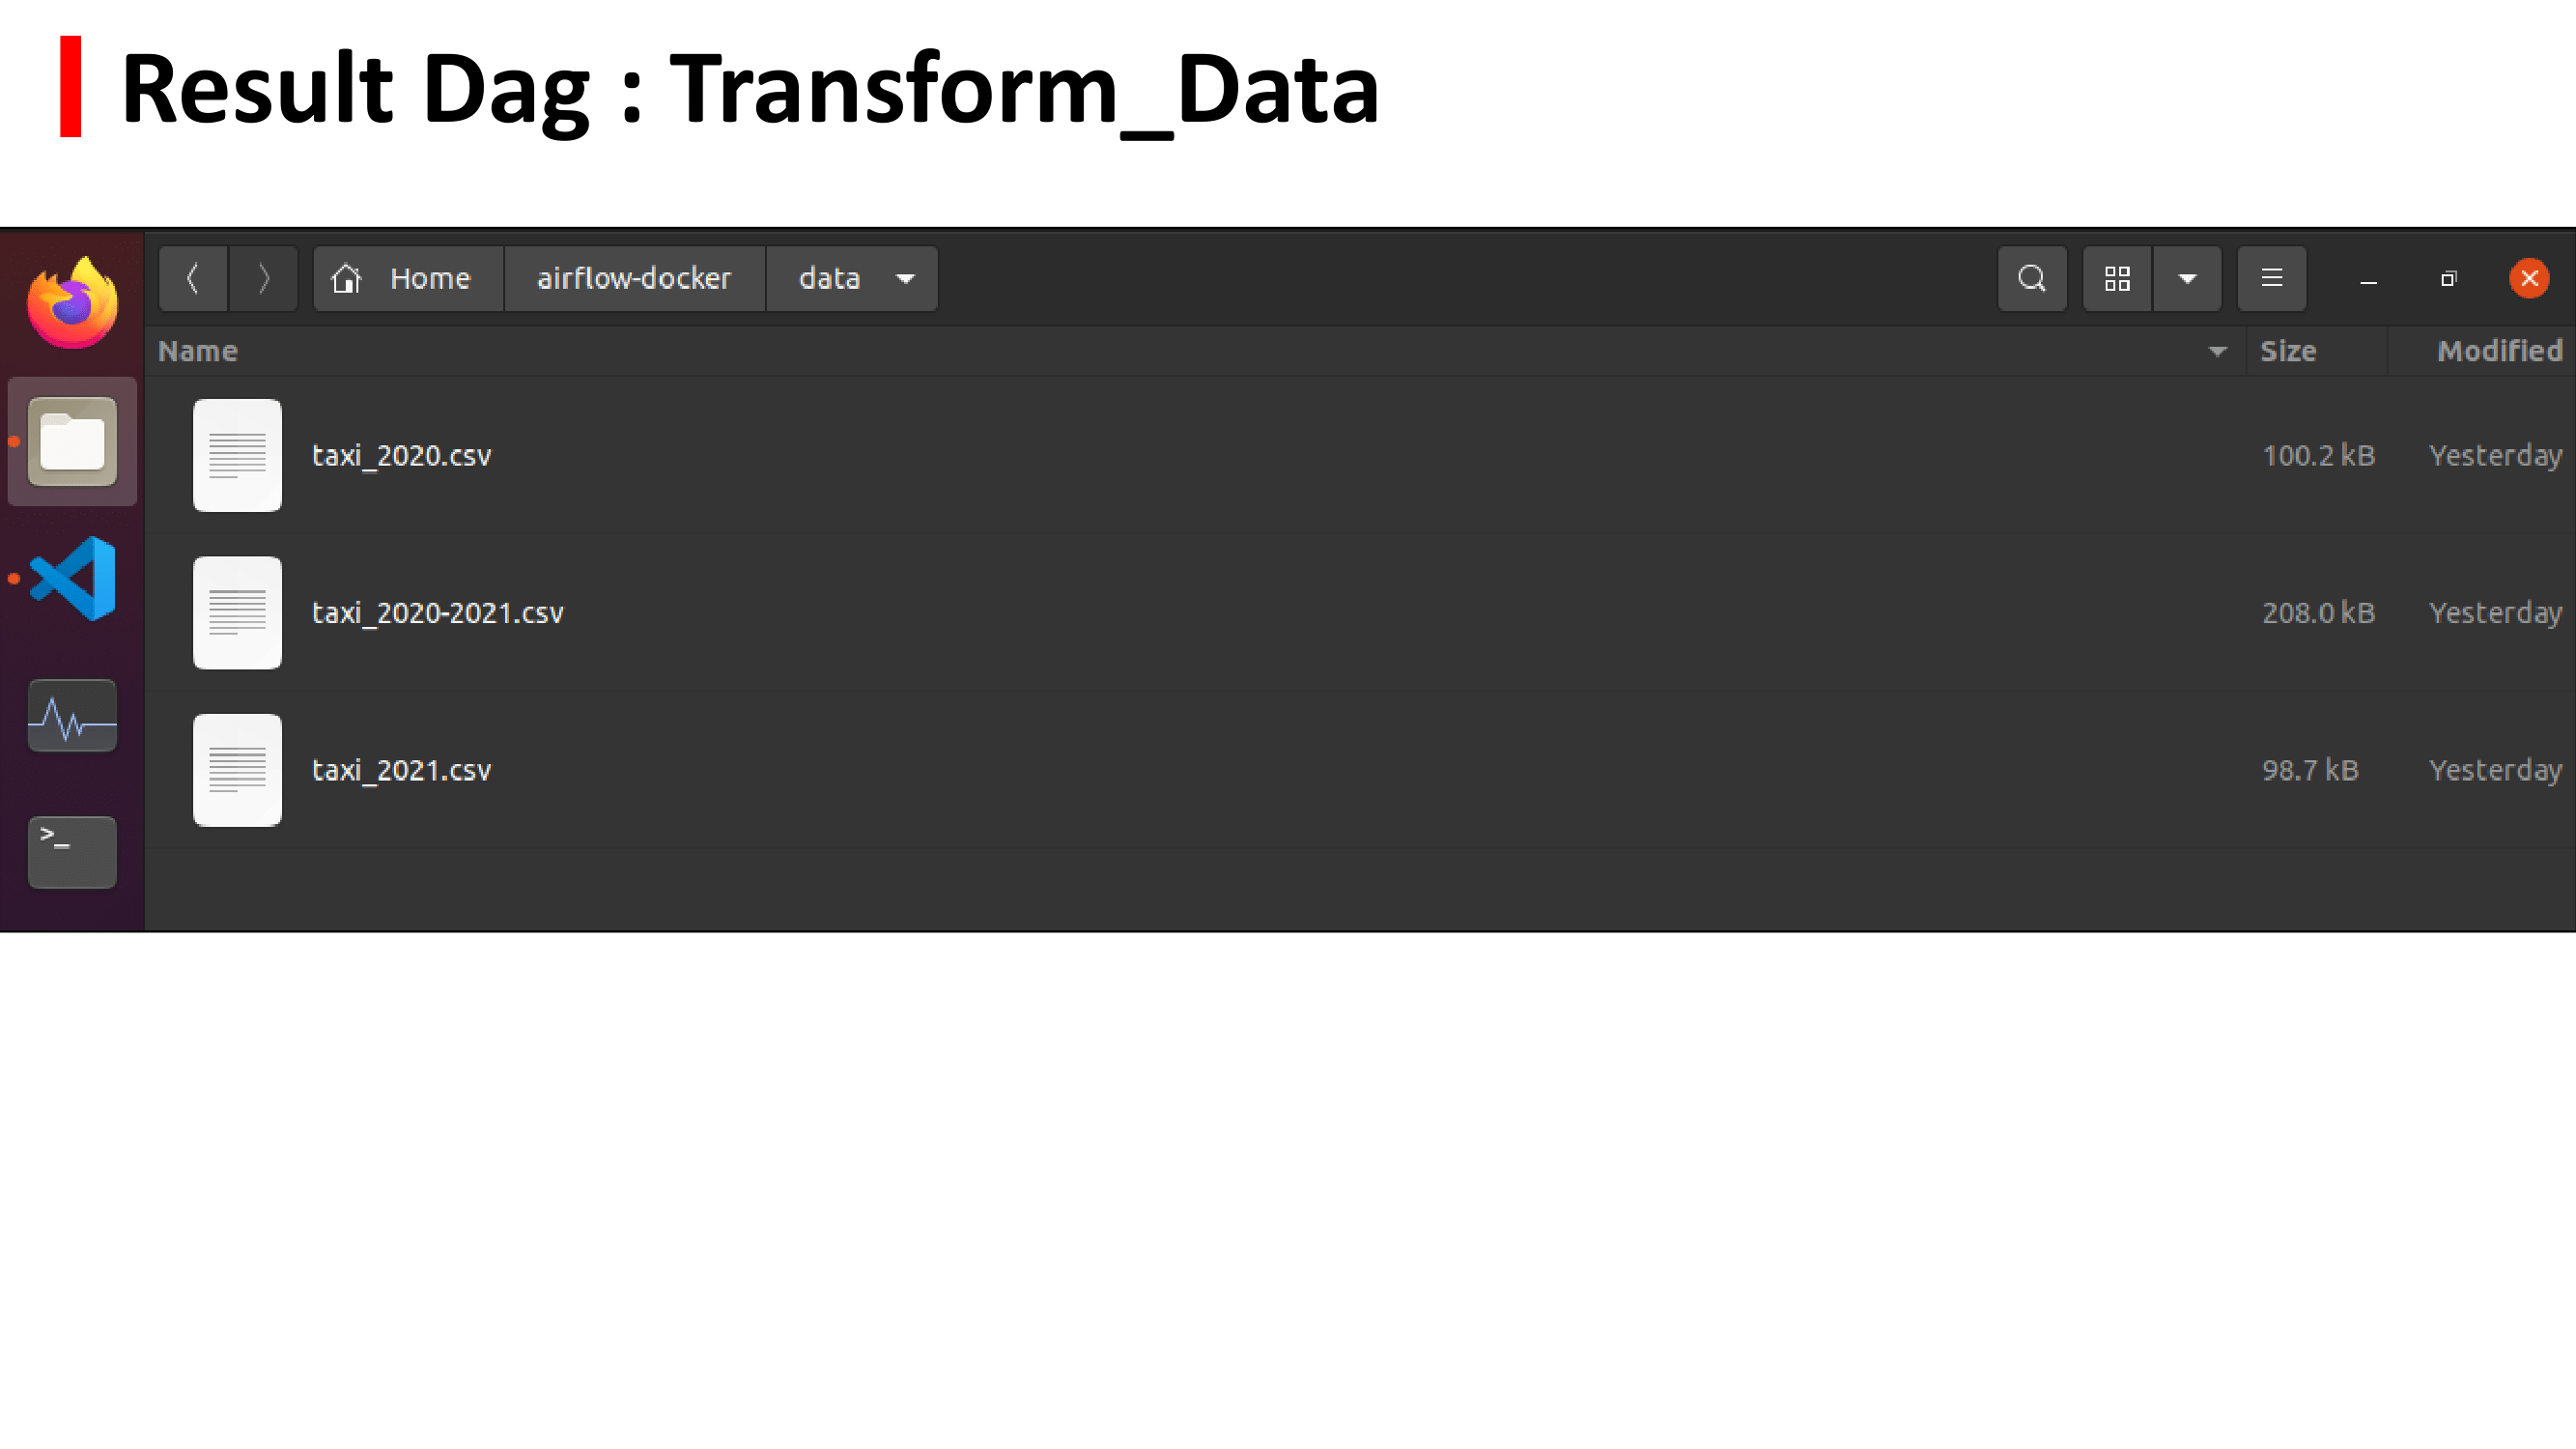 Result Dag : Transform_Data
Home airflow-docker data
Name Size Modified
taxi_2020.csv 100.2 kB Yesterday
taxi_2020-2021.csv 208.0 kB Yesterday
taxi_2021.csv 98.7 kB Yesterday
>_